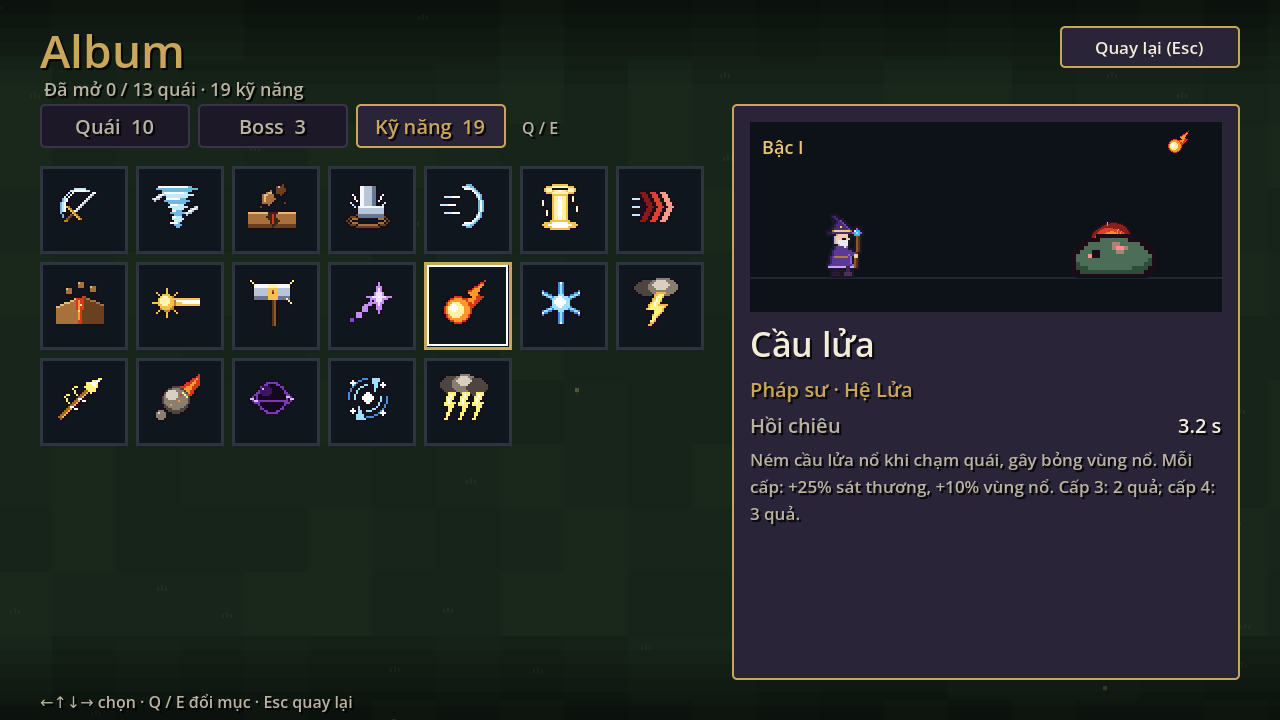 Album
Quay lại (Esc)
Đã mở 0 / 13 quái · 19 kỹ năng
Quái 10
Boss 3
Kỹ năng 19
Q / E
Bậc I
Cầu lửa
Pháp sư · Hệ Lửa
Hồi chiêu 3.2 s
Ném cầu lửa nổ khi chạm quái, gây bỏng vùng nổ. Mỗi
cấp: +25% sát thương, +10% vùng nổ. Cấp 3: 2 quả; cấp 4:
3 quả.
←↑↓→ chọn · Q / E đổi mục · Esc quay lại